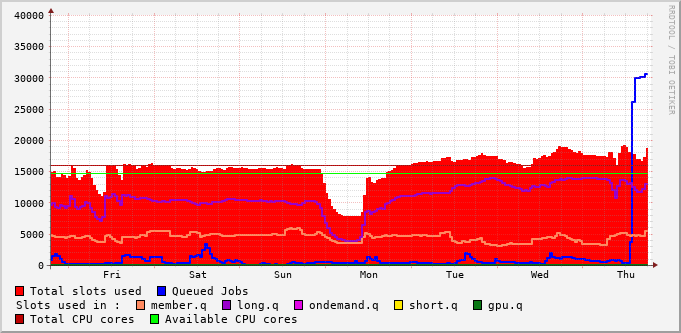 RRDTOOL / TOBI OETIKER
40000
35000
30000
25000
20000
15000
10000
5000
0
Fri Sat Sun Mon Tue Wed Thu
Total slots used Queued Jobs
Slots used in : member.q long.q ondemand.q short.q gpu.q
Total CPU cores Available CPU cores